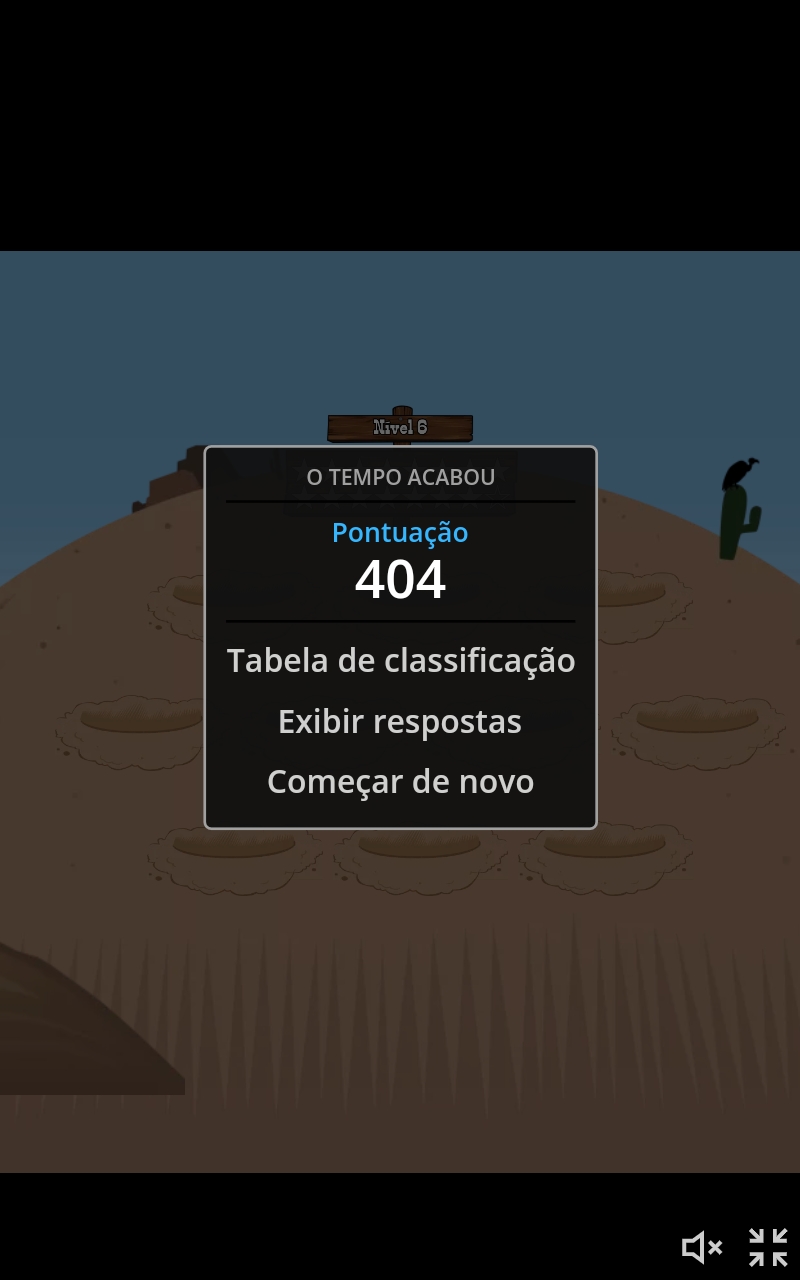 Nivel 6
O TEMPO ACABOU
Pontuação
404
Tabela de classificação
Exibir respostas
Começar de novo